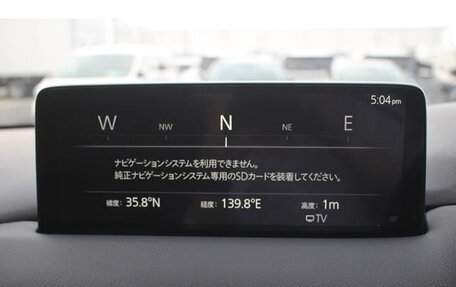 5:04pm
W NW N NE E
ナビゲーションシステムを利用できません。
純正ナビゲーションシステム専用のSDカードを装着してください。
緯度: 35.8°N 経度: 139.8°E 高度: 1m
TV